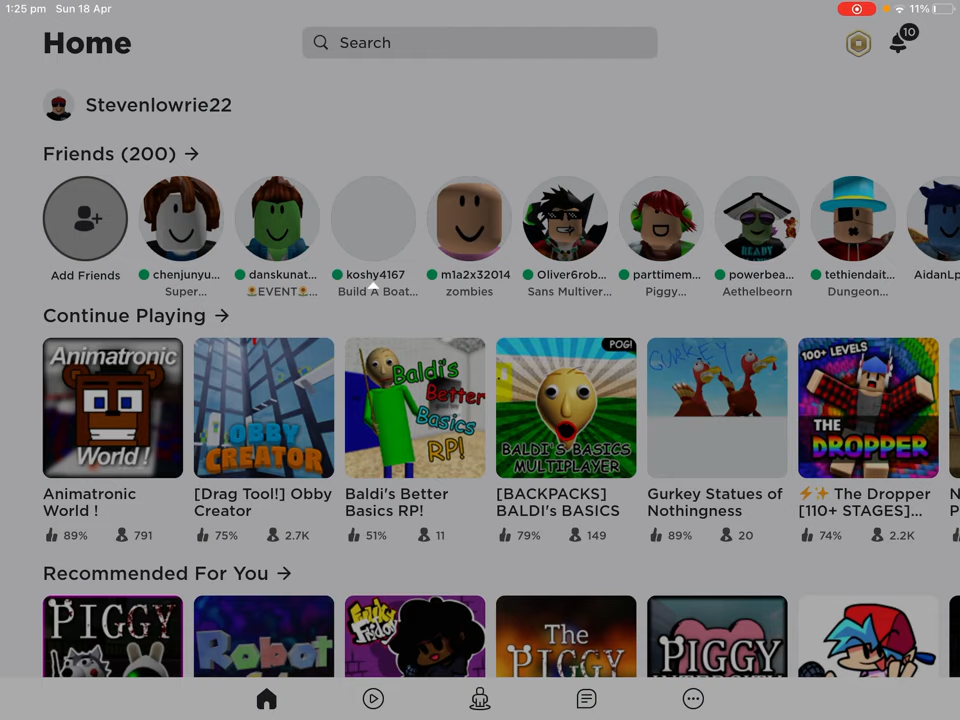 1:25 pm Sun 18 Apr 11%
Home
Search
10
Stevenlowrie22
Friends (200) →
Add Friends
chenjunyu...
Super...
danskunat...
🌻EVENT🌻...
koshy4167
Build A Boat...
m1a2x32014
zombies
Oliver6rob...
Sans Multiver...
parttimem...
Piggy...
powerbea...
Aethelbeorn
tethiendait...
Dungeon...
AidanLp
READY
Continue Playing →
Animatronic
World !
Animatronic
World !
89% 791
OBBY
CREATOR
[Drag Tool!] Obby
Creator
75% 2.7K
Baldi's
Better
Basics
RP!
Baldi's Better
Basics RP!
51% 11
POG!
BALDI'S BASICS
MULTIPLAYER
[BACKPACKS]
BALDI's BASICS
79% 149
GURKEY
Gurkey Statues of
Nothingness
89% 20
100+ LEVELS
THE
DROPPER
⚡✨ The Dropper
[110+ STAGES]...
74% 2.2K
Recommended For You →
PIGGY
Robot
Funky
Friday
The
PIGGY
PIGGY